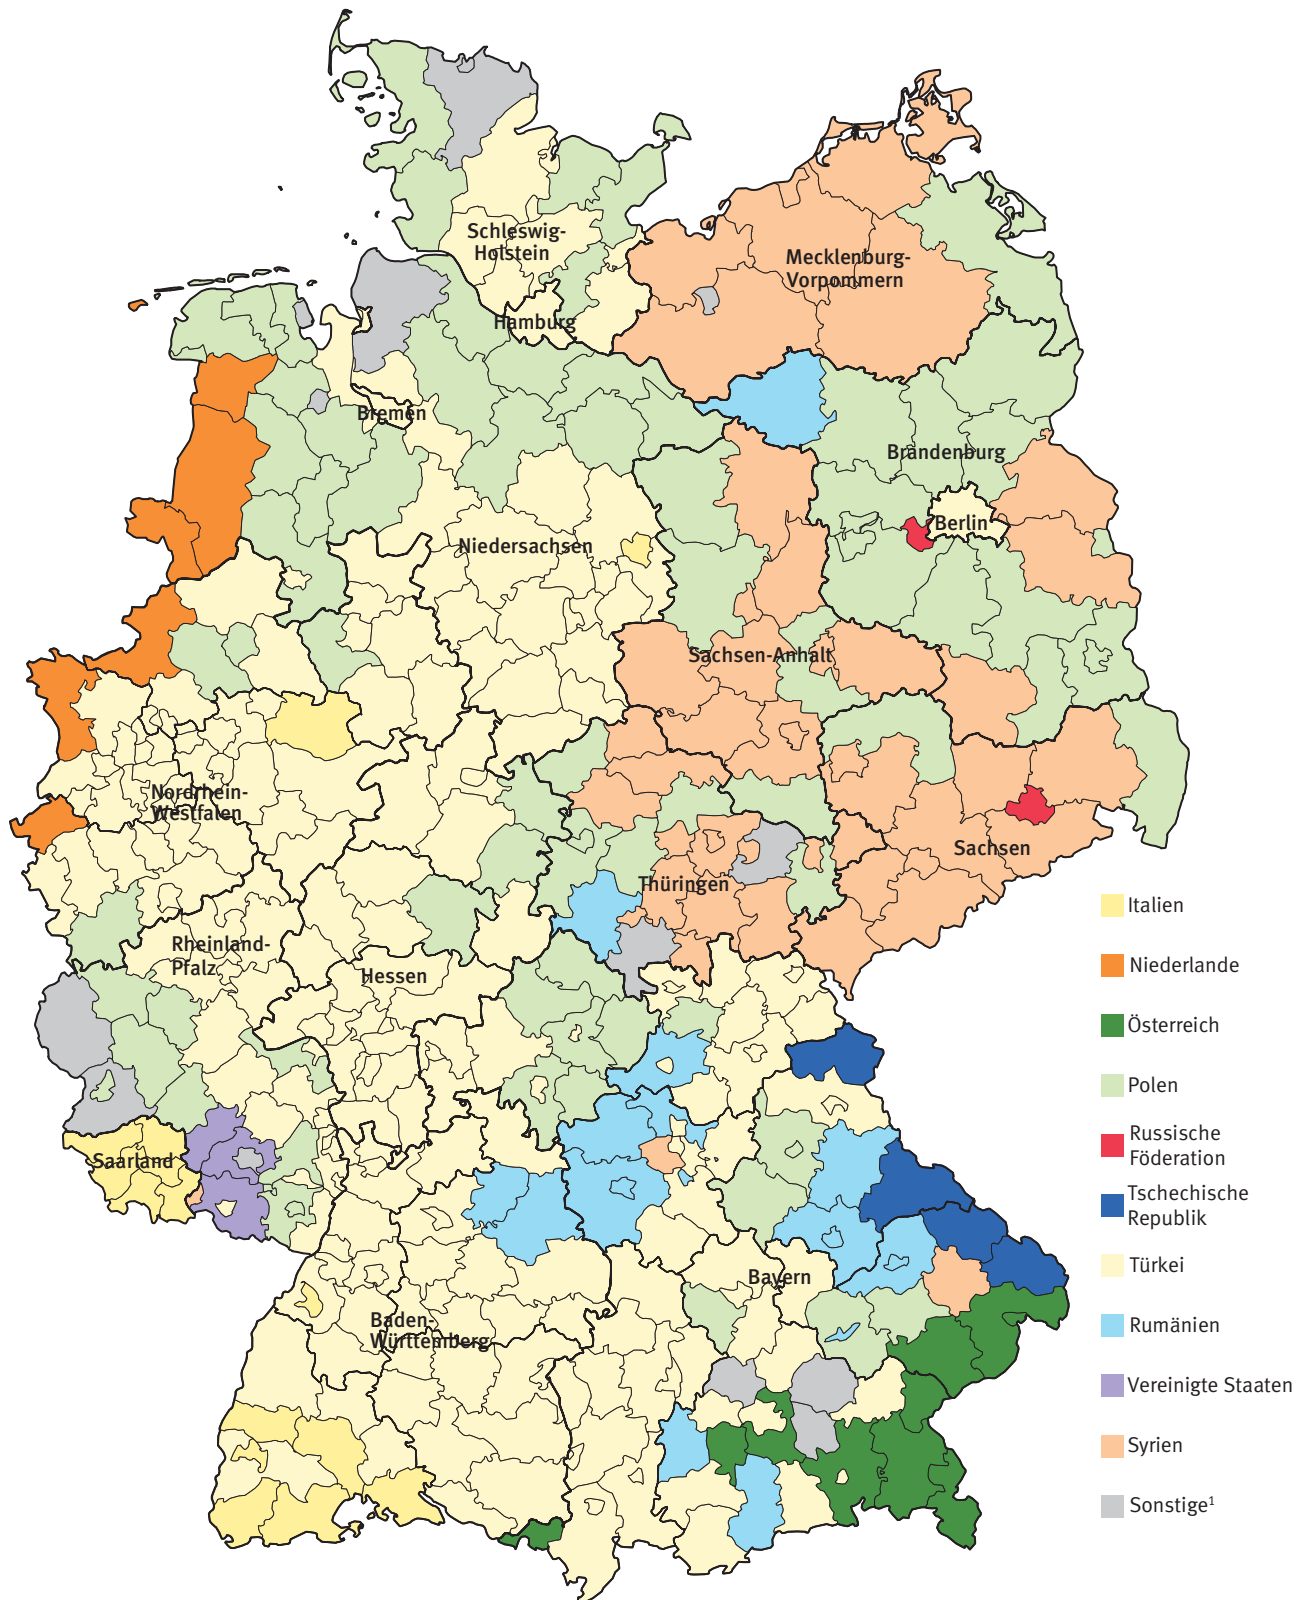 Schleswig-
Holstein
Mecklenburg-
Vorpommern
Hamburg
Bremen
Brandenburg
Berlin
Niedersachsen
Sachsen-Anhalt
Nordrhein-
Westfalen
Sachsen
Thüringen
Rheinland-
Pfalz
Hessen
Saarland
Bayern
Baden-
Württemberg
Italien
Niederlande
Österreich
Polen
Russische
Föderation
Tschechische
Republik
Türkei
Rumänien
Vereinigte Staaten
Syrien
Sonstige¹